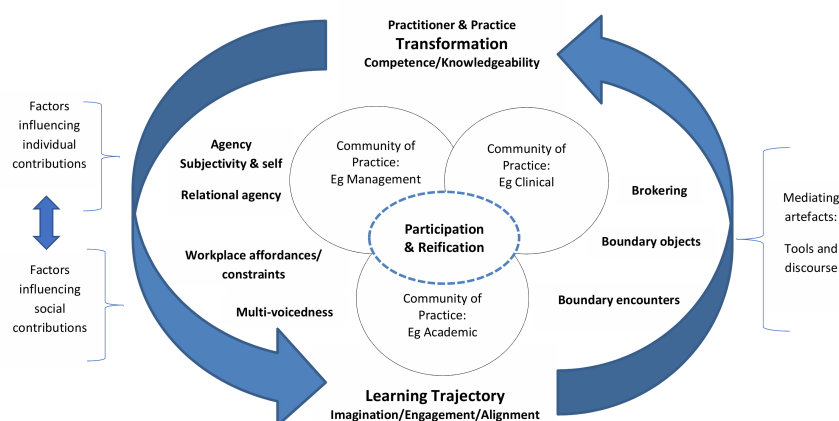 Practitioner & Practice
Transformation
Competence/Knowledgeability
Factors
influencing
individual
contributions
Factors
influencing
social
contributions
Agency
Subjectivity & self
Relational agency
Workplace affordances/
constraints
Multi-voicedness
Community of
Practice:
Eg Management
Community of
Practice:
Eg Clinical
Participation
& Reification
Community of
Practice:
Eg Academic
Brokering
Boundary objects
Boundary encounters
Mediating
artefacts:
Tools and
discourse
Learning Trajectory
Imagination/Engagement/Alignment